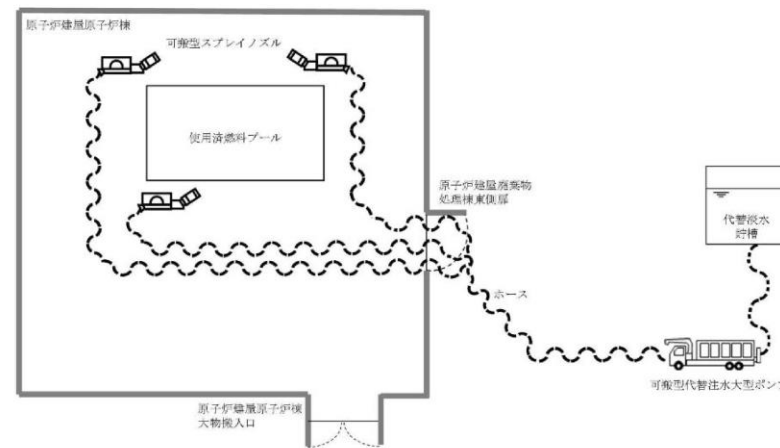 原子炉建屋原子炉棟
可搬型スプレイノズル
使用済燃料プール
原子炉建屋廃棄物
処理棟東側扉
代替淡水
貯槽
ホース
可搬型代替注水大型ポンプ
原子炉建屋原子炉棟
大物搬入口